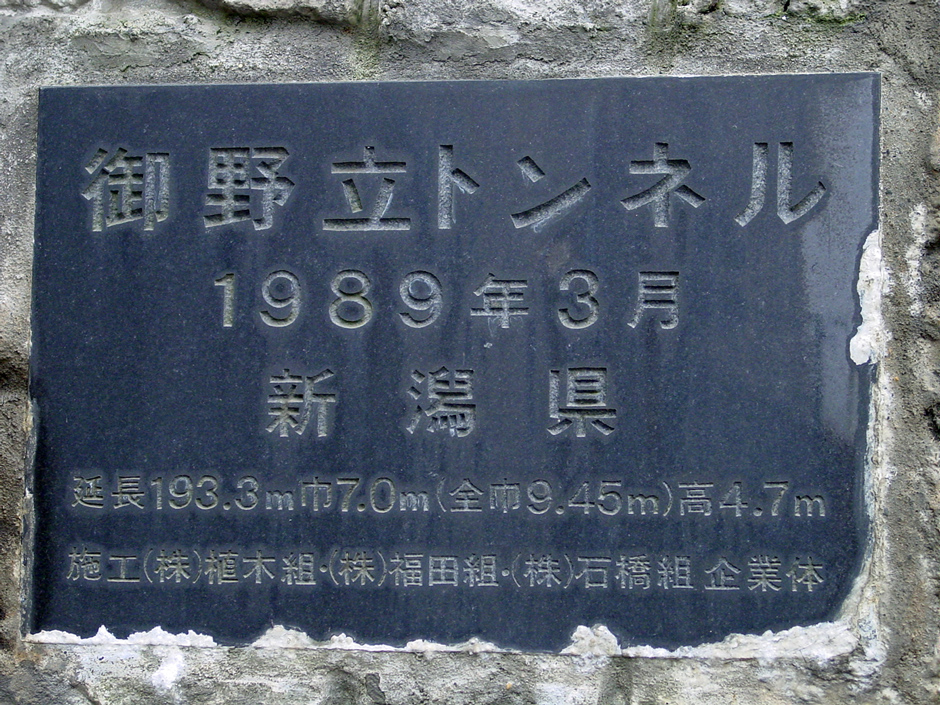 御野立トンネル
1989年3月
新潟県
延長193.3m巾7.0m(全巾9.45m)高4.7m
施工(株)植木組・(株)福田組・(株)石橋組企業体